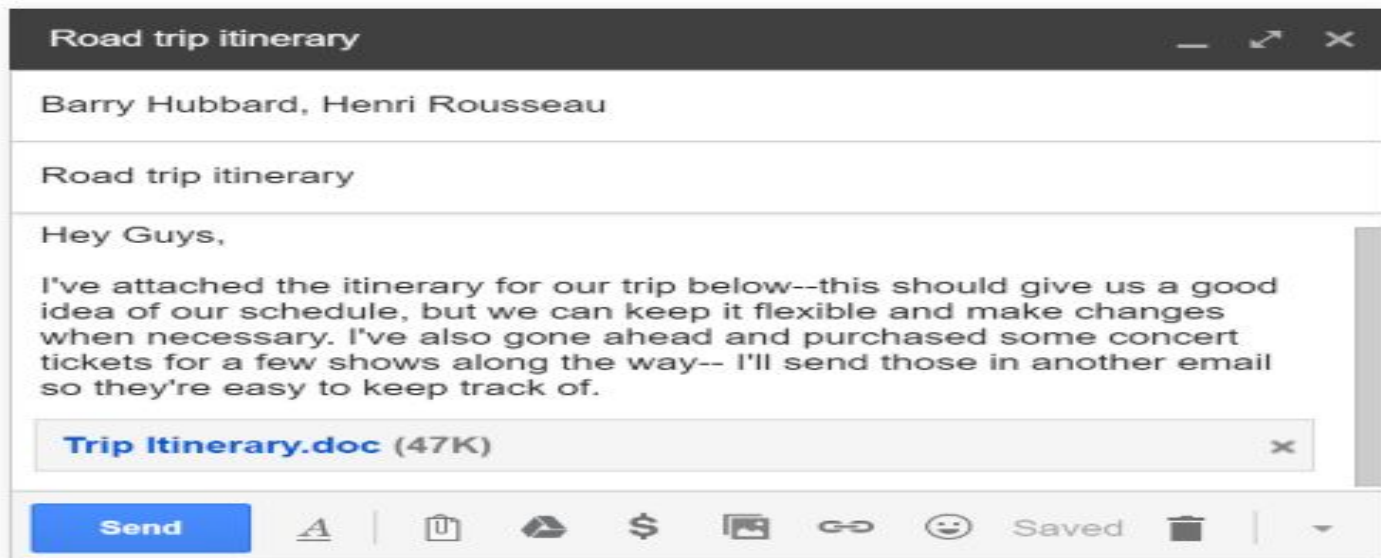 Road trip itinerary
Barry Hubbard, Henri Rousseau
Road trip itinerary
Hey Guys,
I've attached the itinerary for our trip below--this should give us a good
idea of our schedule, but we can keep it flexible and make changes
when necessary. I've also gone ahead and purchased some concert
tickets for a few shows along the way-- I'll send those in another email
so they're easy to keep track of.
Trip Itinerary.doc (47K)
Send A $ Saved